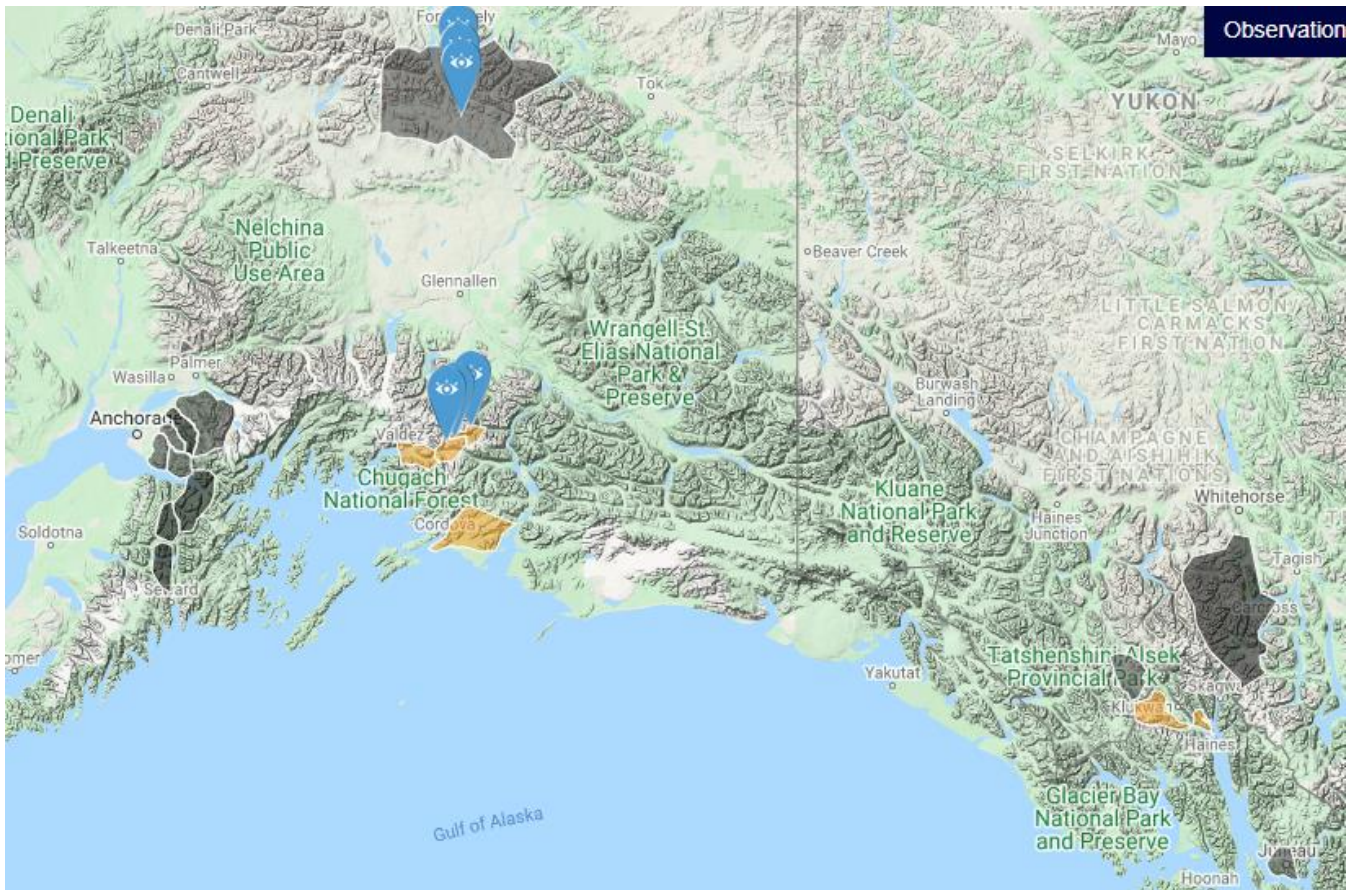 Observation
Denali Park
Mayo
Cantwell
Tok
YUKON
Denali
Park
Preserve
SELKIRK
FIRST NATION
Nelchina
Public
Use Area
Talkeetna
Beaver Creek
Glennallen
LITTLE SALMON/
CARMACKS
FIRST NATION
Wrangell-St.
Elias National
Park &
Preserve
Palmer
Wasilla
Burwash
Landing
Anchorage
Valdez
CHAMPAGNE
AND AISHIHIK
FIRST NATIONS
Chugach
National Forest
Kluane
National Park
and Reserve
Whitehorse
Soldotna
Cordova
Haines
Junction
Tagish
Seward
Carcross
Tatshenshini-Alsek
Provincial Park
Yakutat
Klukwan
Haines
Glacier Bay
National Park
and Preserve
Gulf of Alaska
Juneau
Hoonah